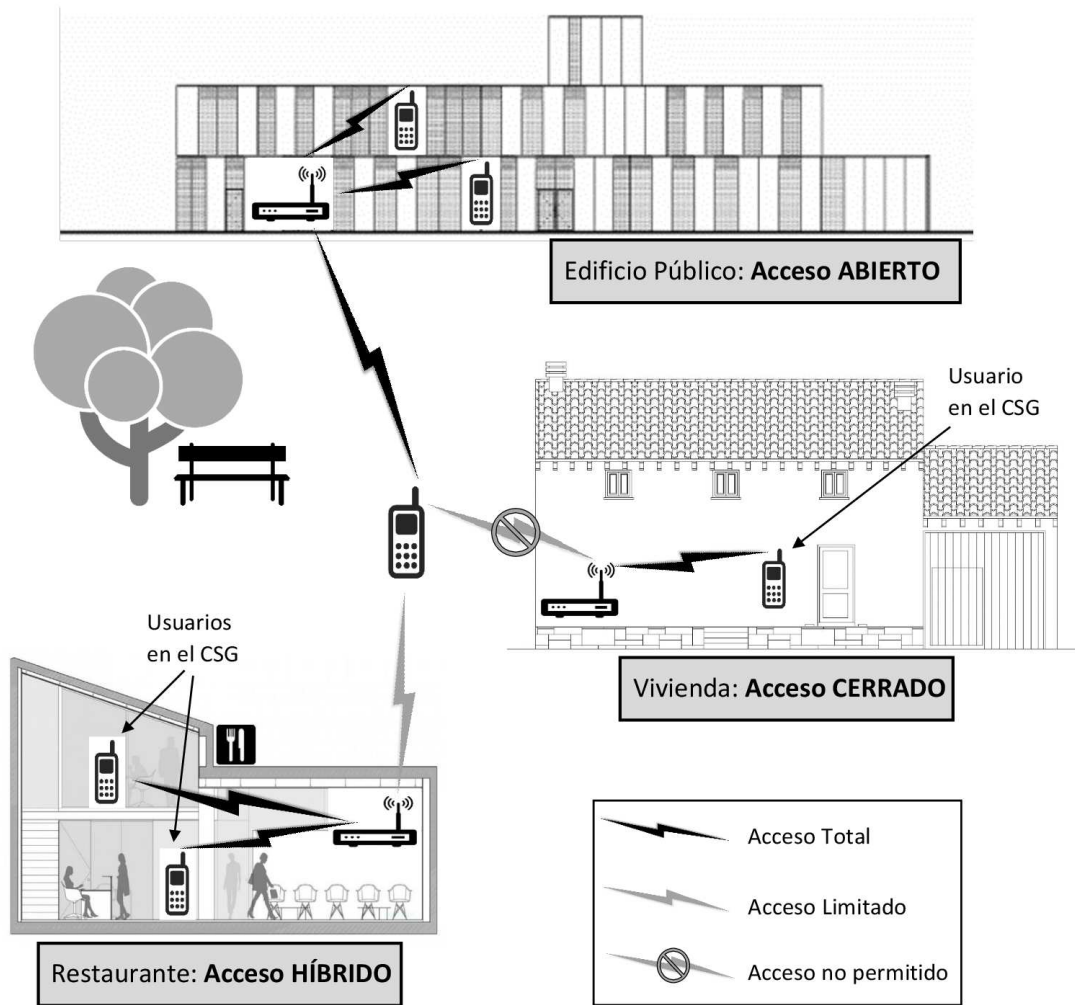 Edificio Público: Acceso ABIERTO
Usuario
en el CSG
Usuarios
en el CSG
Vivienda: Acceso CERRADO
Restaurante: Acceso HÍBRIDO
Acceso Total
Acceso Limitado
Acceso no permitido